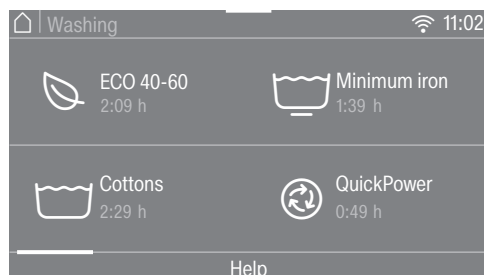 Washing 11:02
ECO 40-60 Minimum iron
2:09 h 1:39 h
Cottons QuickPower
2:29 h 0:49 h
Help